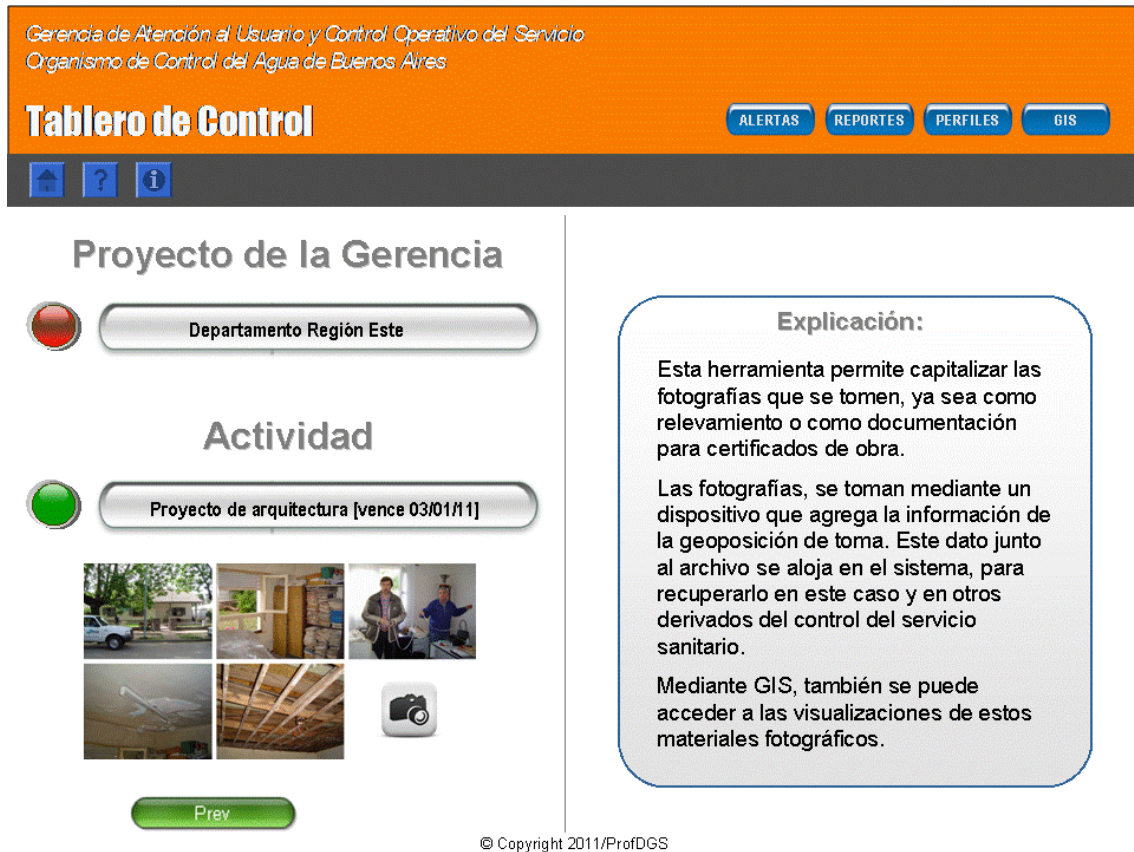 Gerencia de Atención al Usuario y Control Operativo del Servicio
Organismo de Control del Agua de Buenos Aires
Tablero de Control
ALERTAS
REPORTES
PERFILES
GIS
Proyecto de la Gerencia
Departamento Región Este
Actividad
Proyecto de arquitectura [vence 03/01/11]
Prev
Explicación:
Esta herramienta permite capitalizar las
fotografías que se tomen, ya sea como
relevamiento o como documentación
para certificados de obra.
Las fotografías, se toman mediante un
dispositivo que agrega la información de
la geoposición de toma. Este dato junto
al archivo se aloja en el sistema, para
recuperarlo en este caso y en otros
derivados del control del servicio
sanitario.
Mediante GIS, también se puede
acceder a las visualizaciones de estos
materiales fotográficos.
© Copyright 2011/ProfDGS